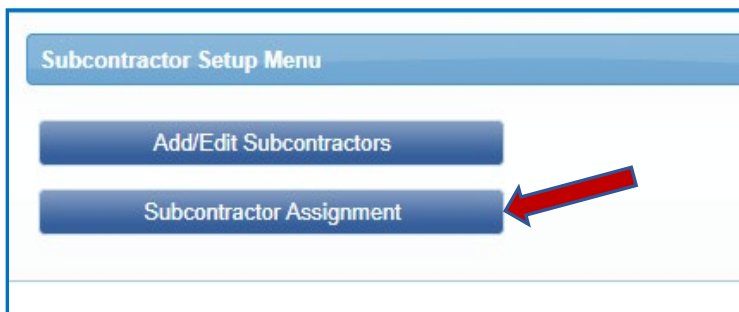 Subcontractor Setup Menu
Add/Edit Subcontractors
Subcontractor Assignment